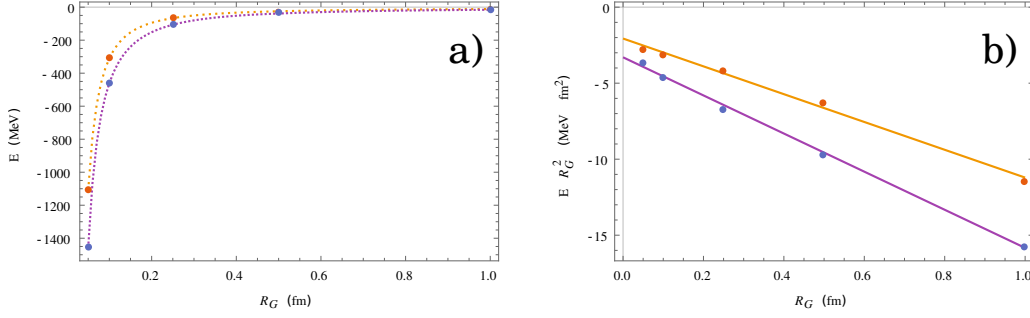 a)
0
- 200
- 400
- 600
- 800
- 1000
- 1200
- 1400
E (MeV)
0.2 0.4 0.6 0.8 1.0
R_G (fm)
b)
0
- 5
- 10
- 15
E R_G^2 (MeV fm^2)
0.0 0.2 0.4 0.6 0.8 1.0
R_G (fm)